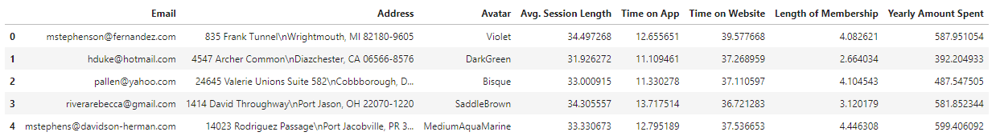 Email Address Avatar Avg. Session Length Time on App Time on Website Length of Membership Yearly Amount Spent
0 mstephenson@fernandez.com 835 Frank Tunnel\nWrightmouth, MI 82180-9605 Violet 34.497268 12.655651 39.577668 4.082621 587.951054
1 hduke@hotmail.com 4547 Archer Common\nDiazchester, CA 06566-8576 DarkGreen 31.926272 11.109461 37.268959 2.664034 392.204933
2 pallen@yahoo.com 24645 Valerie Unions Suite 582\nCobbborough, D... Bisque 33.000915 11.330278 37.110597 4.104543 487.547505
3 riverarebecca@gmail.com 1414 David Throughway\nPort Jason, OH 22070-1220 SaddleBrown 34.305557 13.717514 36.721283 3.120179 581.852344
4 mstephens@davidson-herman.com 14023 Rodriguez Passage\nPort Jacobville, PR 3... MediumAquaMarine 33.330673 12.795189 37.536653 4.446308 599.406092